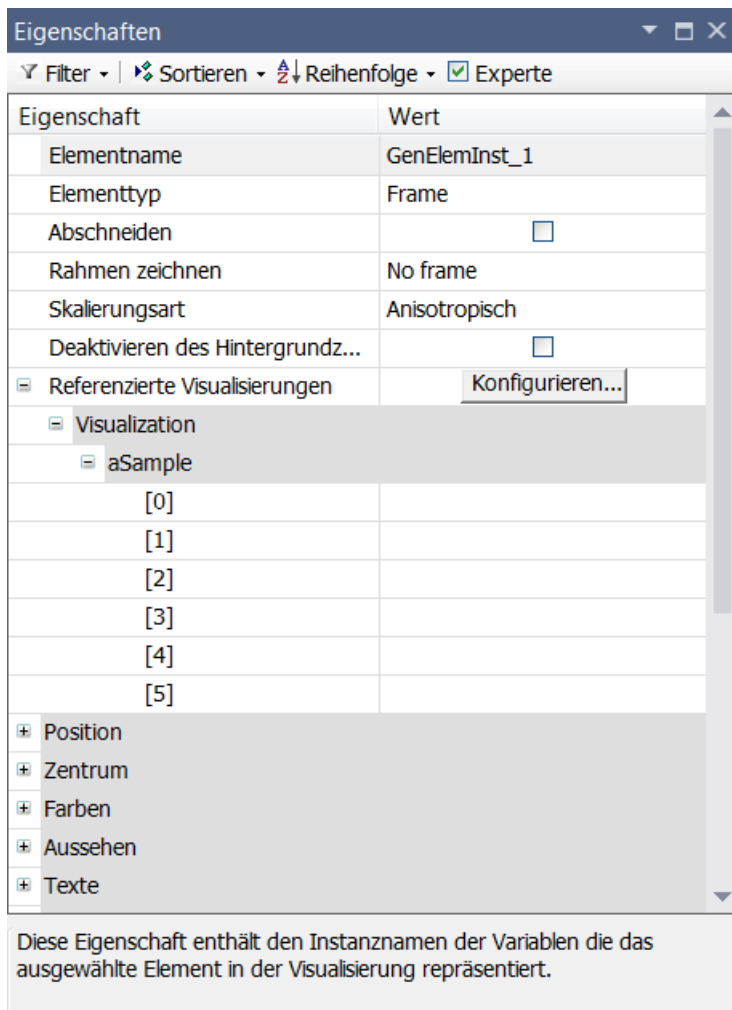 Eigenschaften
Filter Sortieren Reihenfolge Experte
Eigenschaft Wert
Elementname GenElemInst_1
Elementtyp Frame
Abschneiden
Rahmen zeichnen No frame
Skalierungsart Anisotropisch
Deaktivieren des Hintergrundz...
Referenzierte Visualisierungen Konfigurieren...
Visualization
aSample
[0]
[1]
[2]
[3]
[4]
[5]
Position
Zentrum
Farben
Aussehen
Texte
Diese Eigenschaft enthält den Instanznamen der Variablen die das
ausgewählte Element in der Visualisierung repräsentiert.